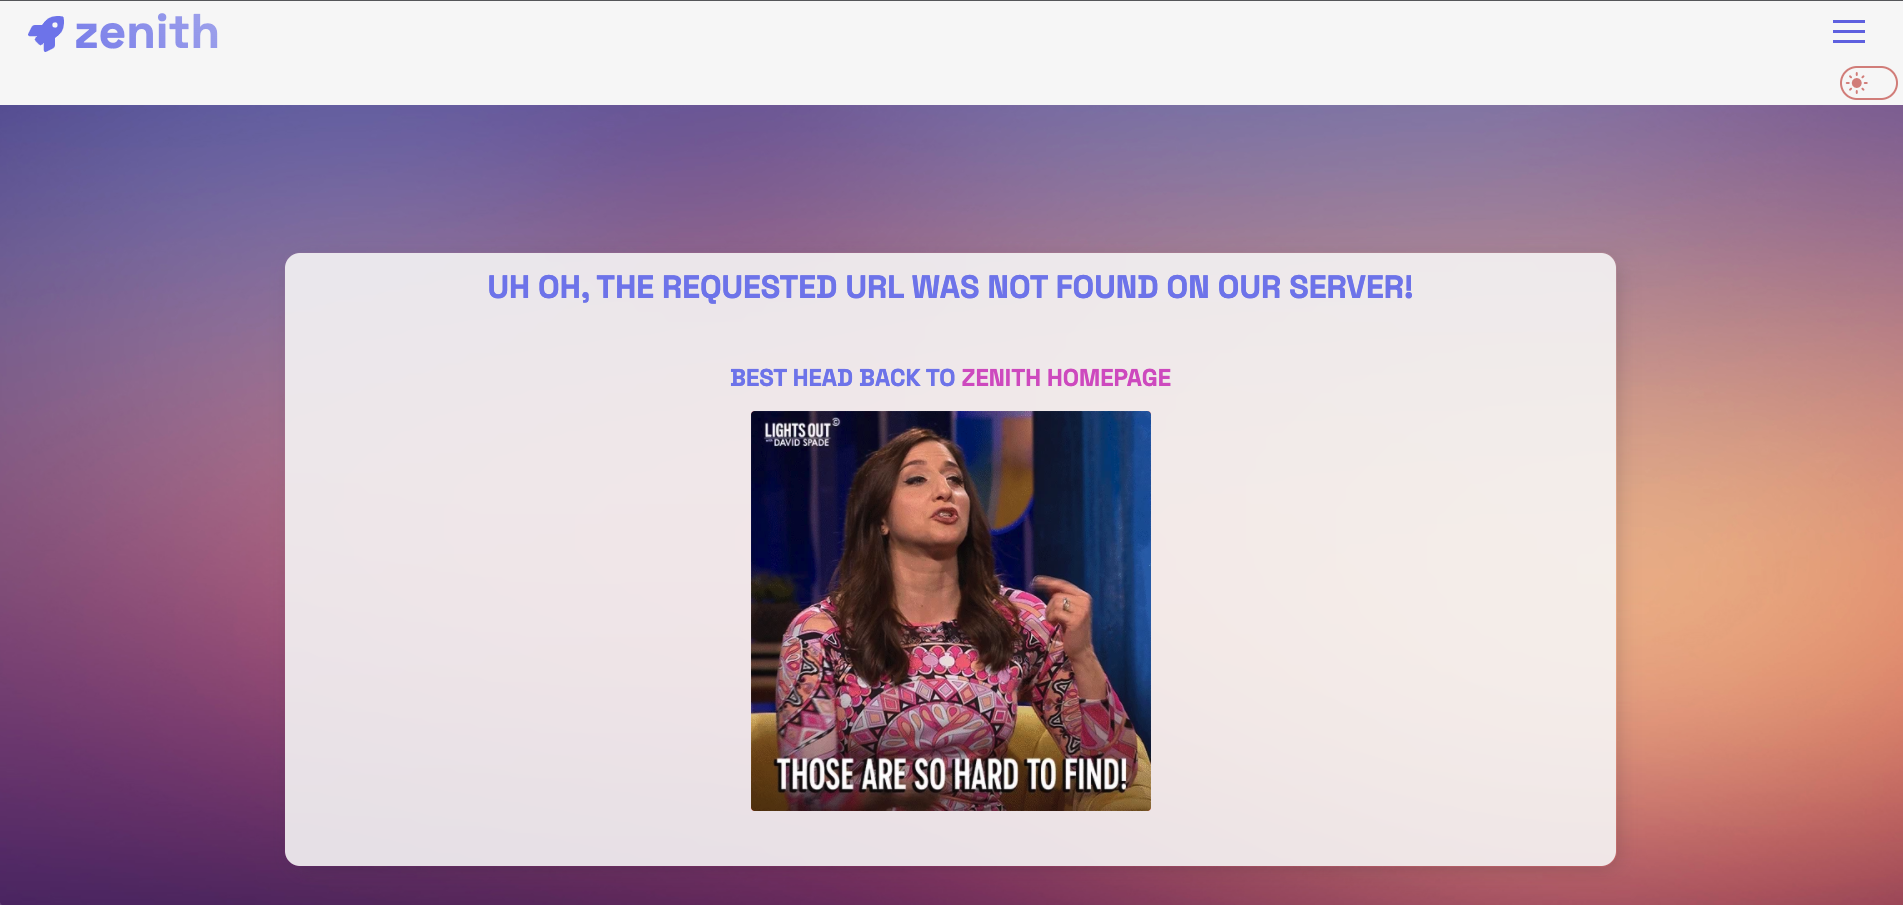 zenith
UH OH, THE REQUESTED URL WAS NOT FOUND ON OUR SERVER!
BEST HEAD BACK TO ZENITH HOMEPAGE
LIGHTS OUT©
WITH DAVID SPADE
THOSE ARE SO HARD TO FIND!